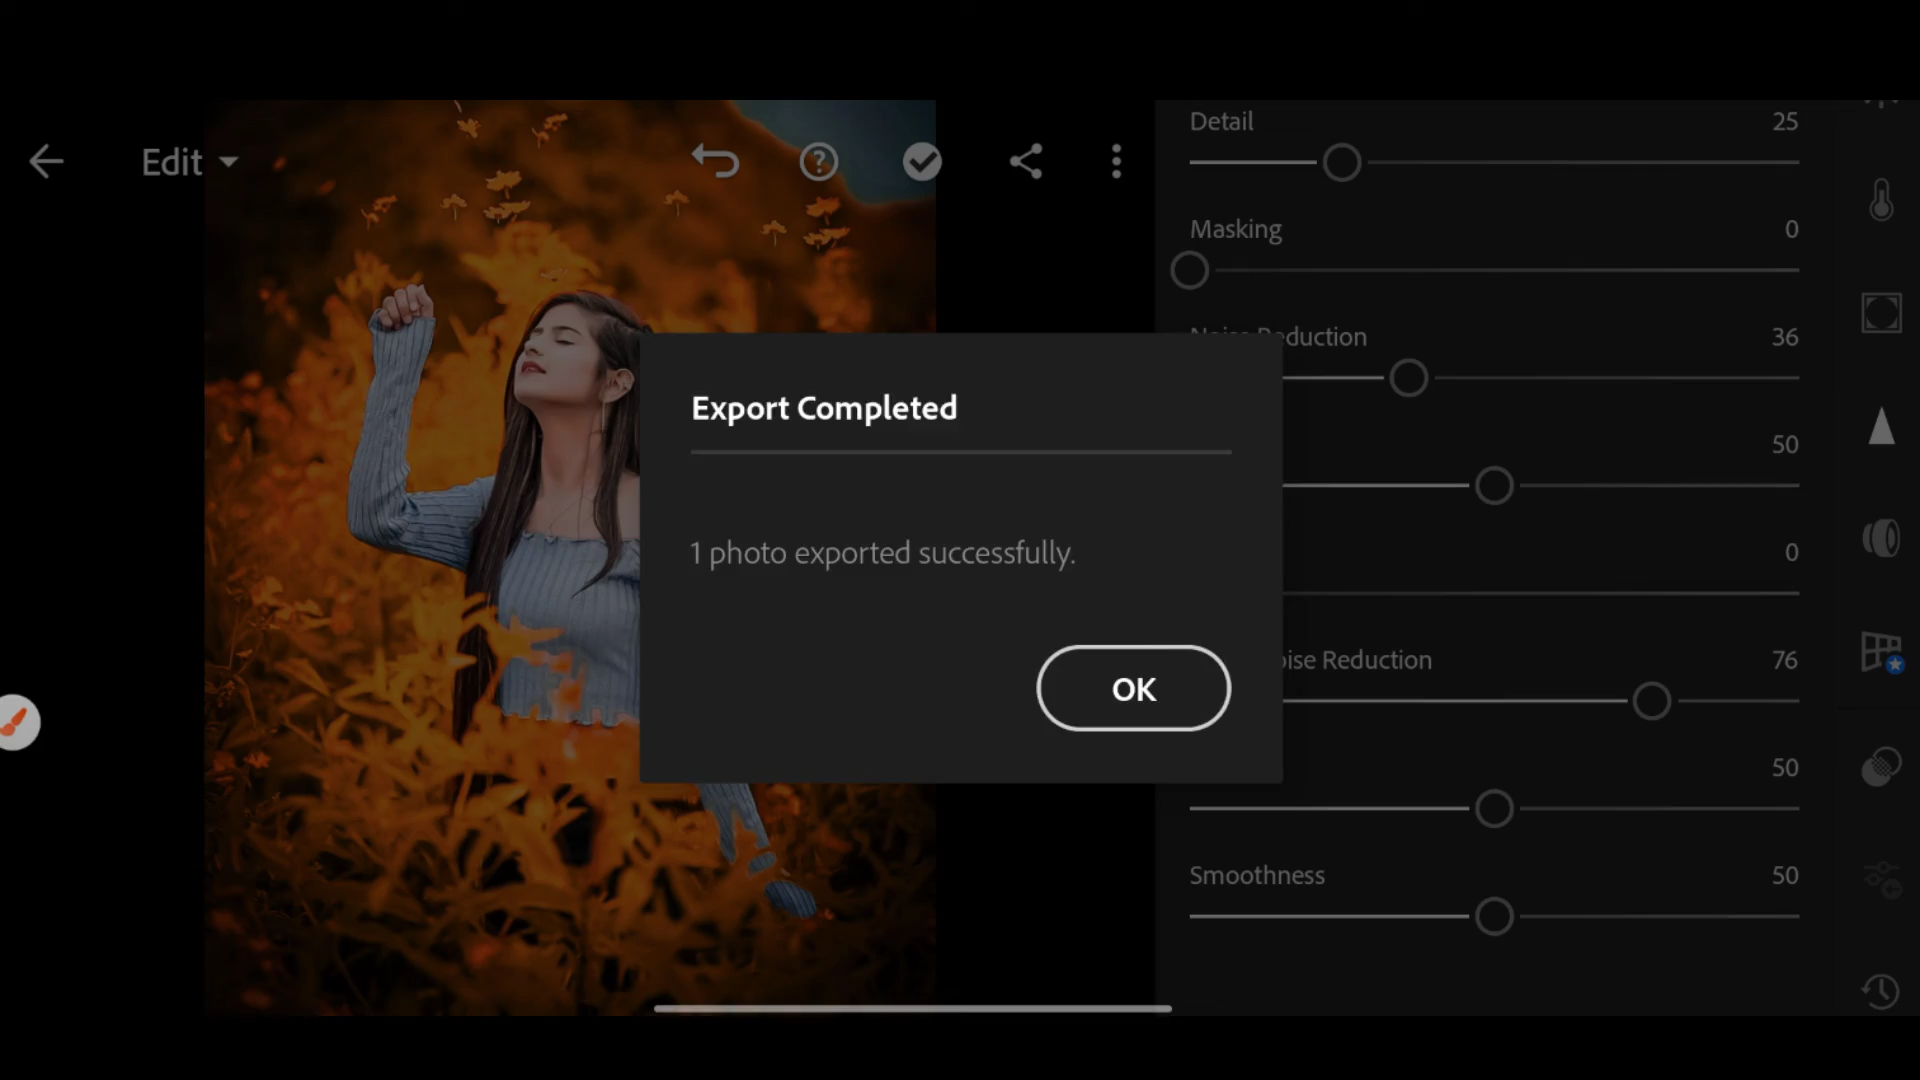 Edit
Detail 25
Masking 0
Reduction 36
50
0
Reduction 76
50
Smoothness 50
Export Completed
1 photo exported successfully.
OK